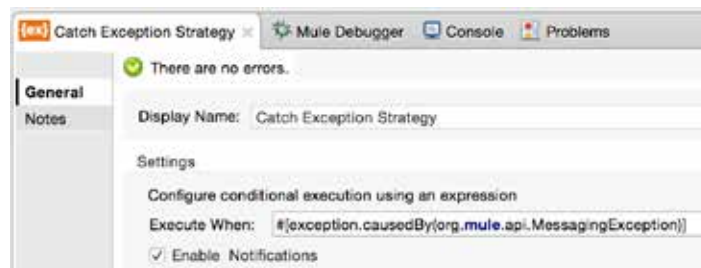 {ex} Catch Exception Strategy Mule Debugger Console Problems
There are no errors.
General
Notes
Display Name: Catch Exception Strategy
Settings
Configure conditional execution using an expression
Execute When: #[exception.causedBy(org.mule.api.MessagingException)]
Enable Notifications